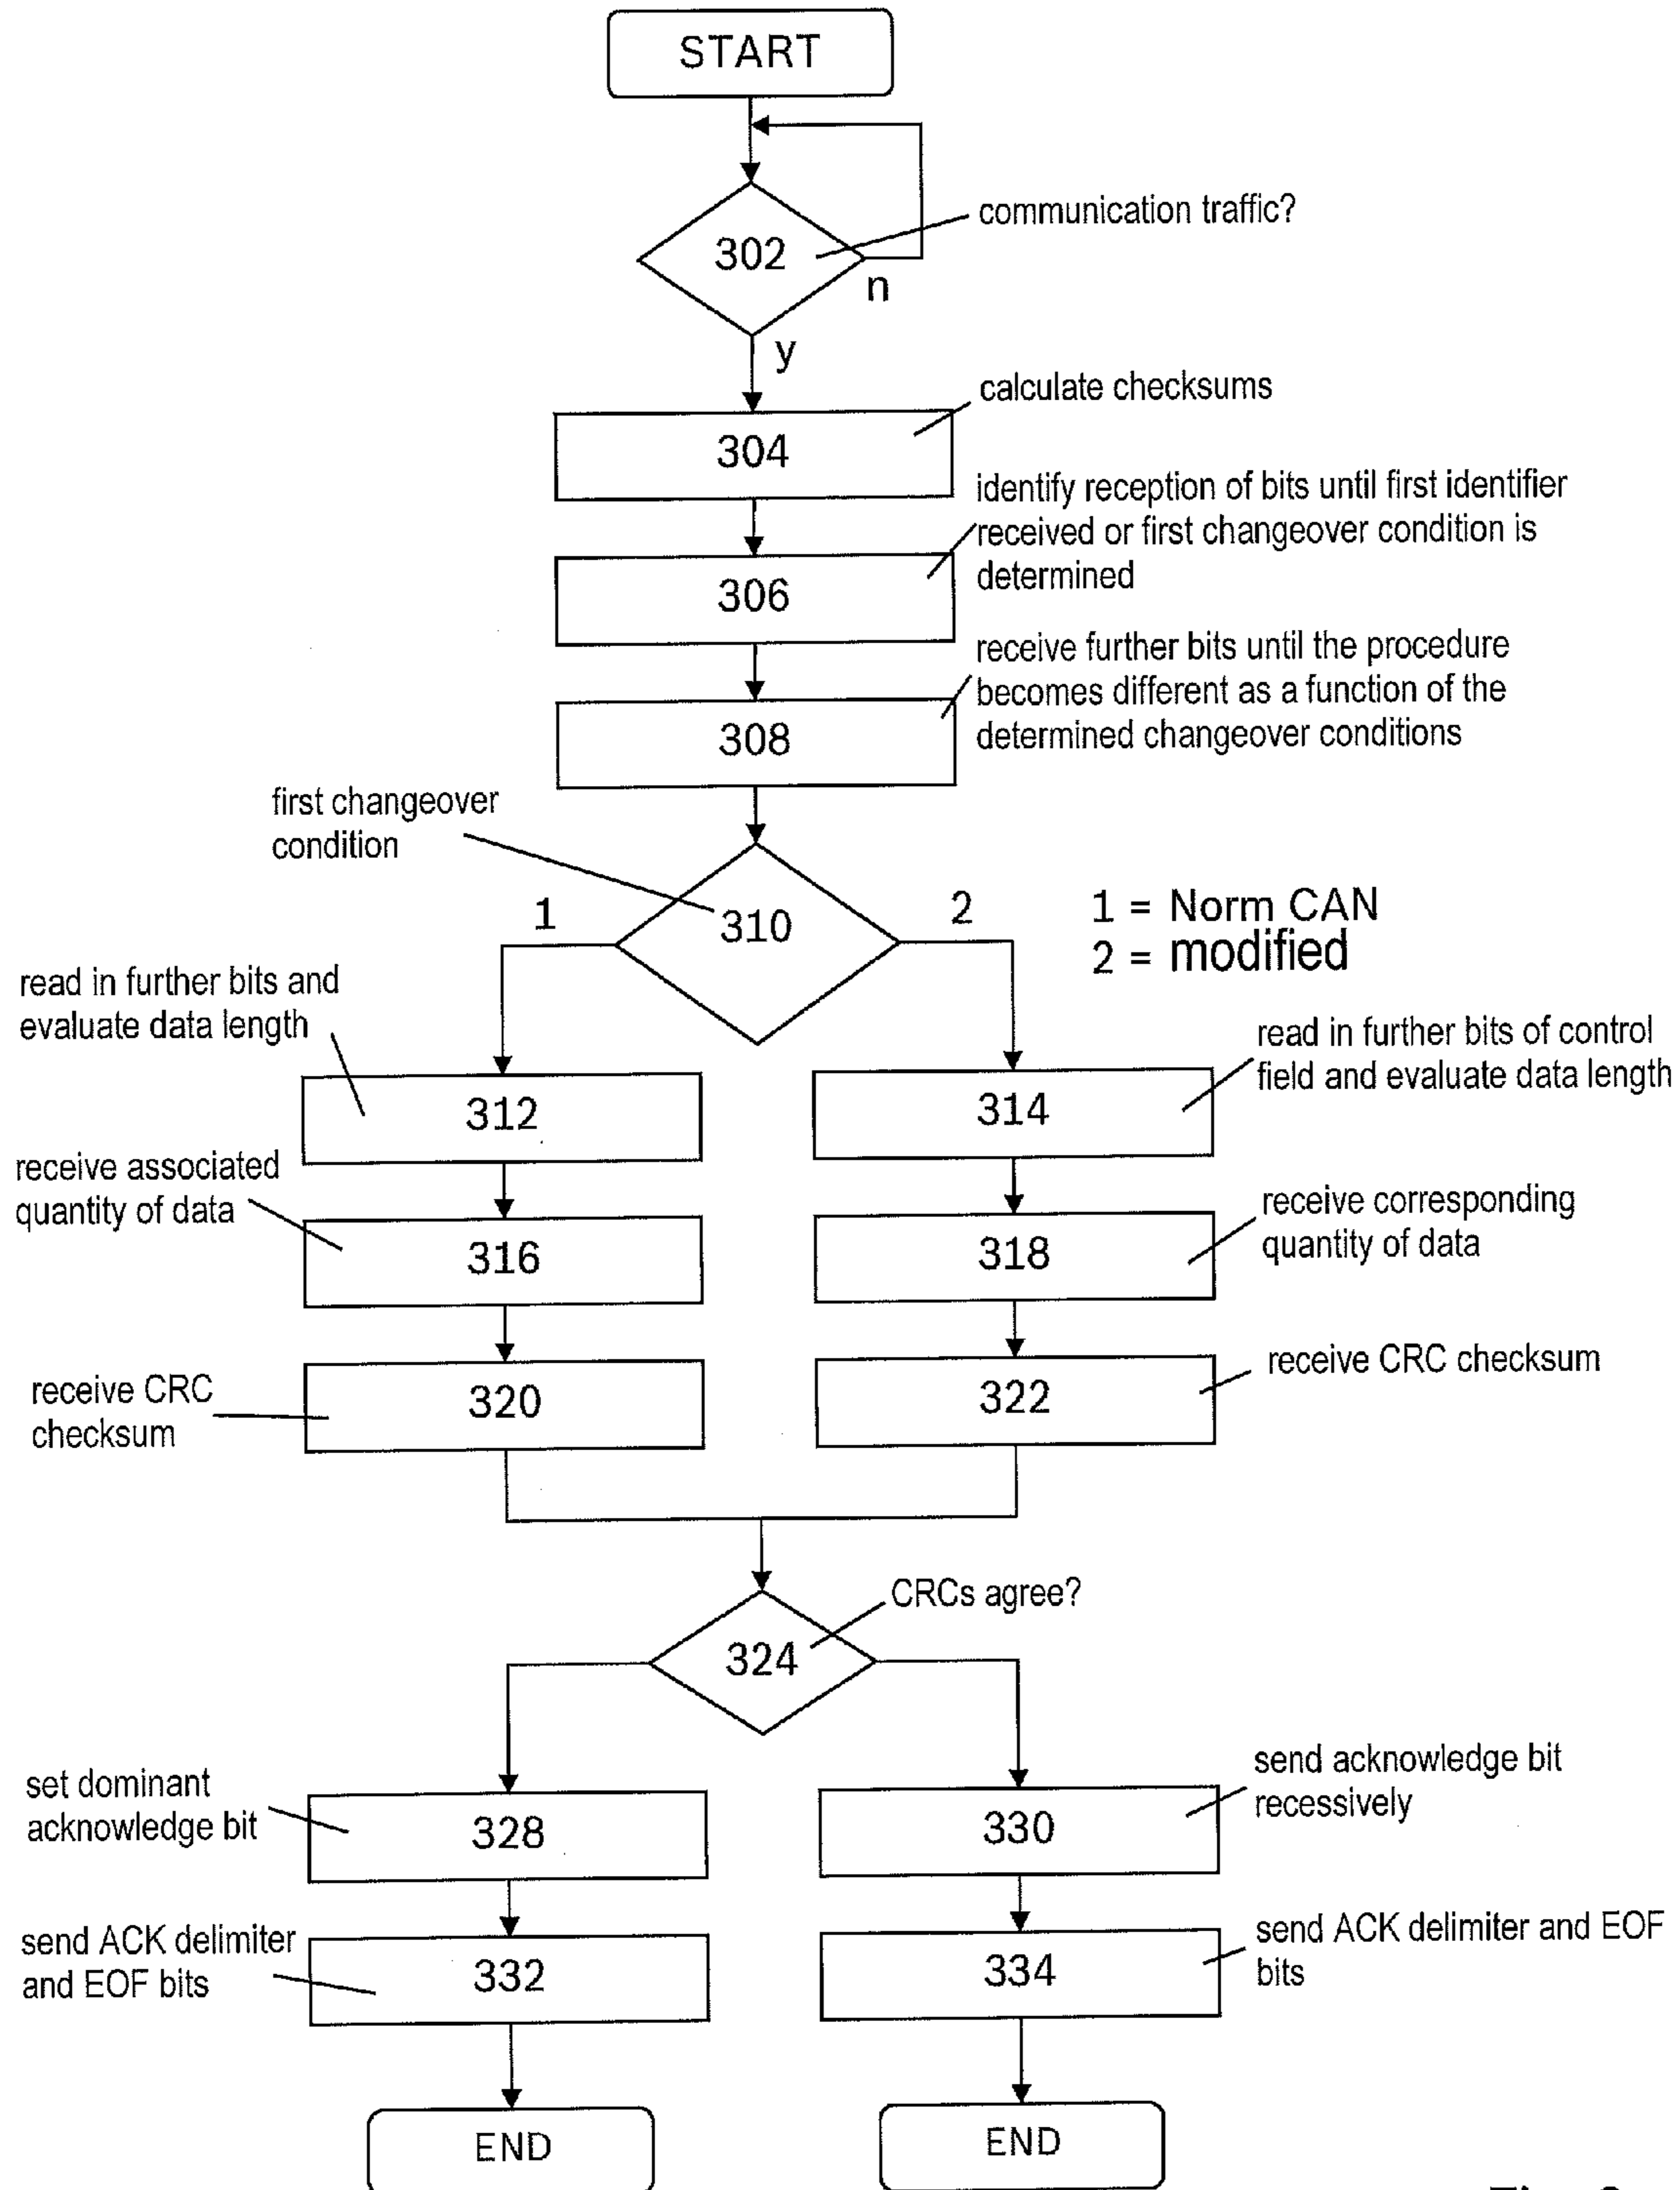 START
communication traffic?
302
n
y
calculate checksums
304
identify reception of bits until first identifier
received or first changeover condition is
determined
306
receive further bits until the procedure
becomes different as a function of the
determined changeover conditions
308
first changeover
condition
310
1
2
1 = Norm CAN
2 = modified
read in further bits and
evaluate data length
312
read in further bits of control
field and evaluate data length
314
receive associated
quantity of data
316
receive corresponding
quantity of data
318
receive CRC
checksum
320
receive CRC checksum
322
CRCs agree?
324
set dominant
acknowledge bit
328
send acknowledge bit
recessively
330
send ACK delimiter
and EOF bits
332
send ACK delimiter and EOF
bits
334
END
END